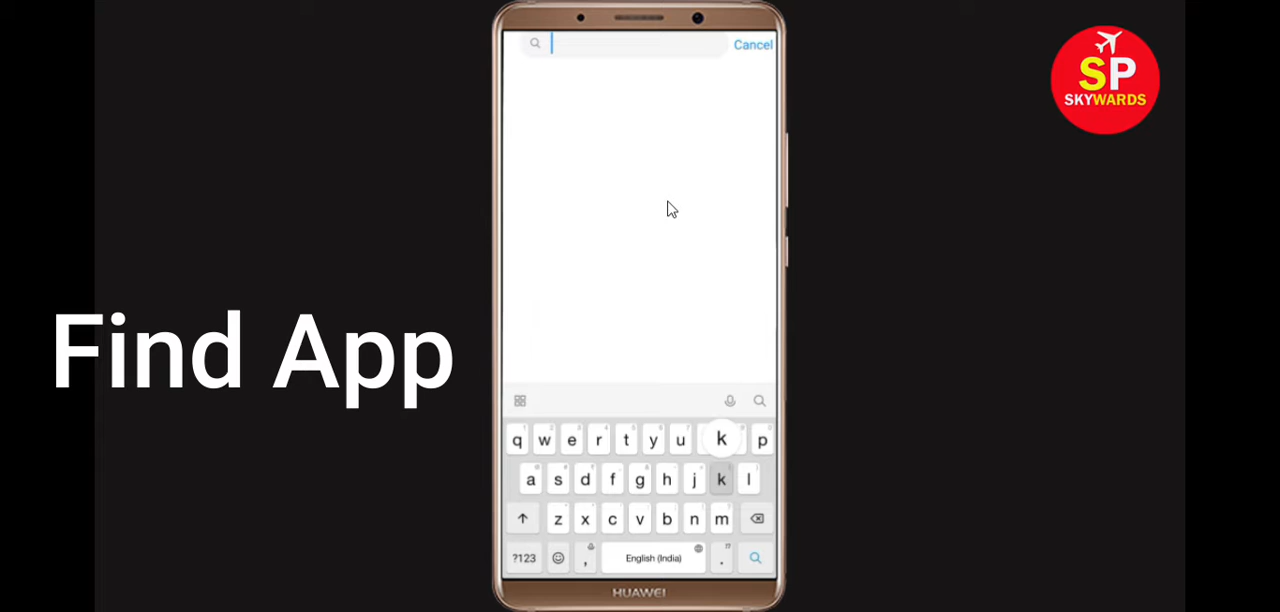 Cancel
SP
SKYWARDS
Find App
q w e r t y u k p
a s d f g h j k l
z x c v b n m
?123 , English (India) .
HUAWEI